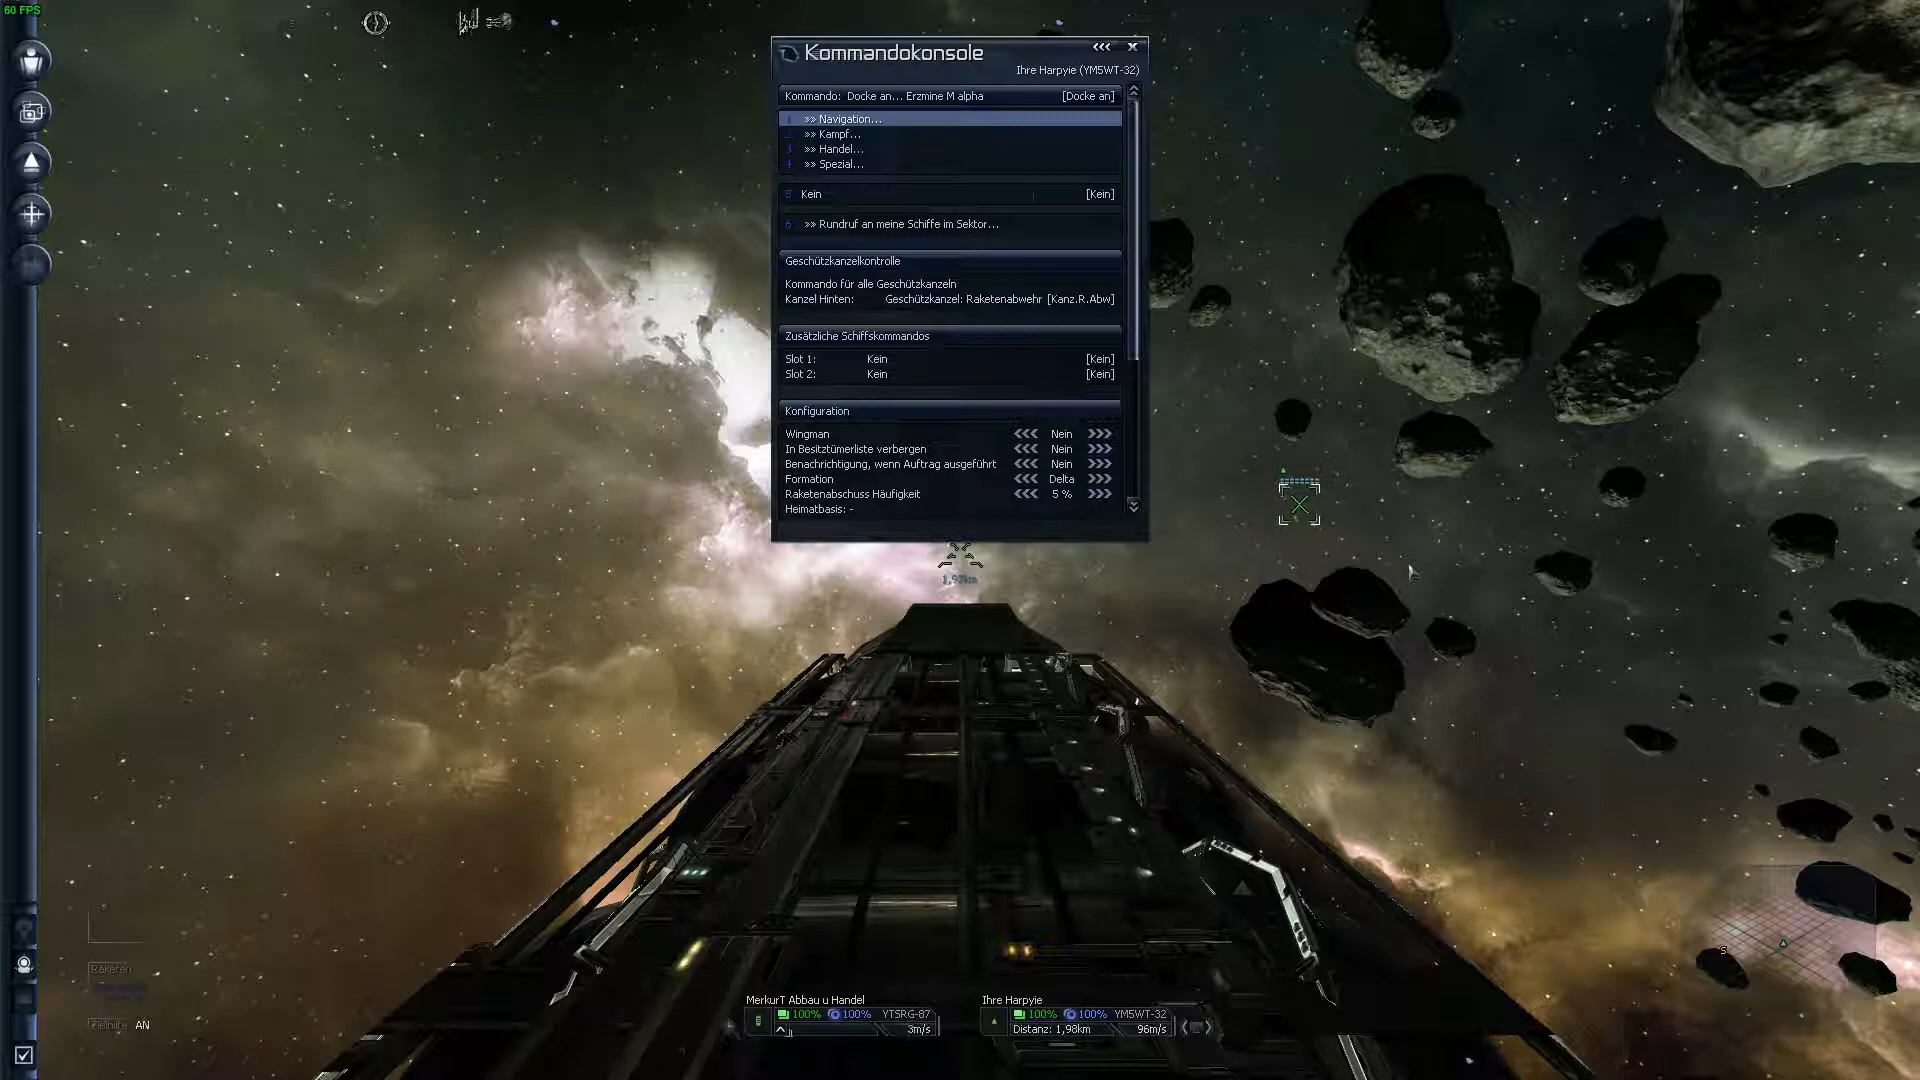 60 FPS
Kommandokonsole
Ihre Harpyie (YM5WT-32)
Kommando: Docke an... Erzmine M alpha [Docke an]
1 »» Navigation...
2 »» Kampf...
3 »» Handel...
4 »» Spezial...
5 Kein [Kein]
6 »» Rundruf an meine Schiffe im Sektor...
Geschützkanzelkontrolle
Kommando für alle Geschützkanzeln
Kanzel Hinten: Geschützkanzel: Raketenabwehr [Kanz.R.Abw]
Zusätzliche Schiffskommandos
Slot 1: Kein [Kein]
Slot 2: Kein [Kein]
Konfiguration
Wingman Nein
In Besitztümerliste verbergen Nein
Benachrichtigung, wenn Auftrag ausgeführt Nein
Formation Delta
Raketenabschuss Häufigkeit 5 %
Heimatbasis: -
1,97km
S
Raketen
Zielhilfe AN
MerkurT Abbau u Handel
100% 100% YTSRG-87
3m/s
Ihre Harpyie
100% 100% YM5WT-32
Distanz: 1,98km 96m/s